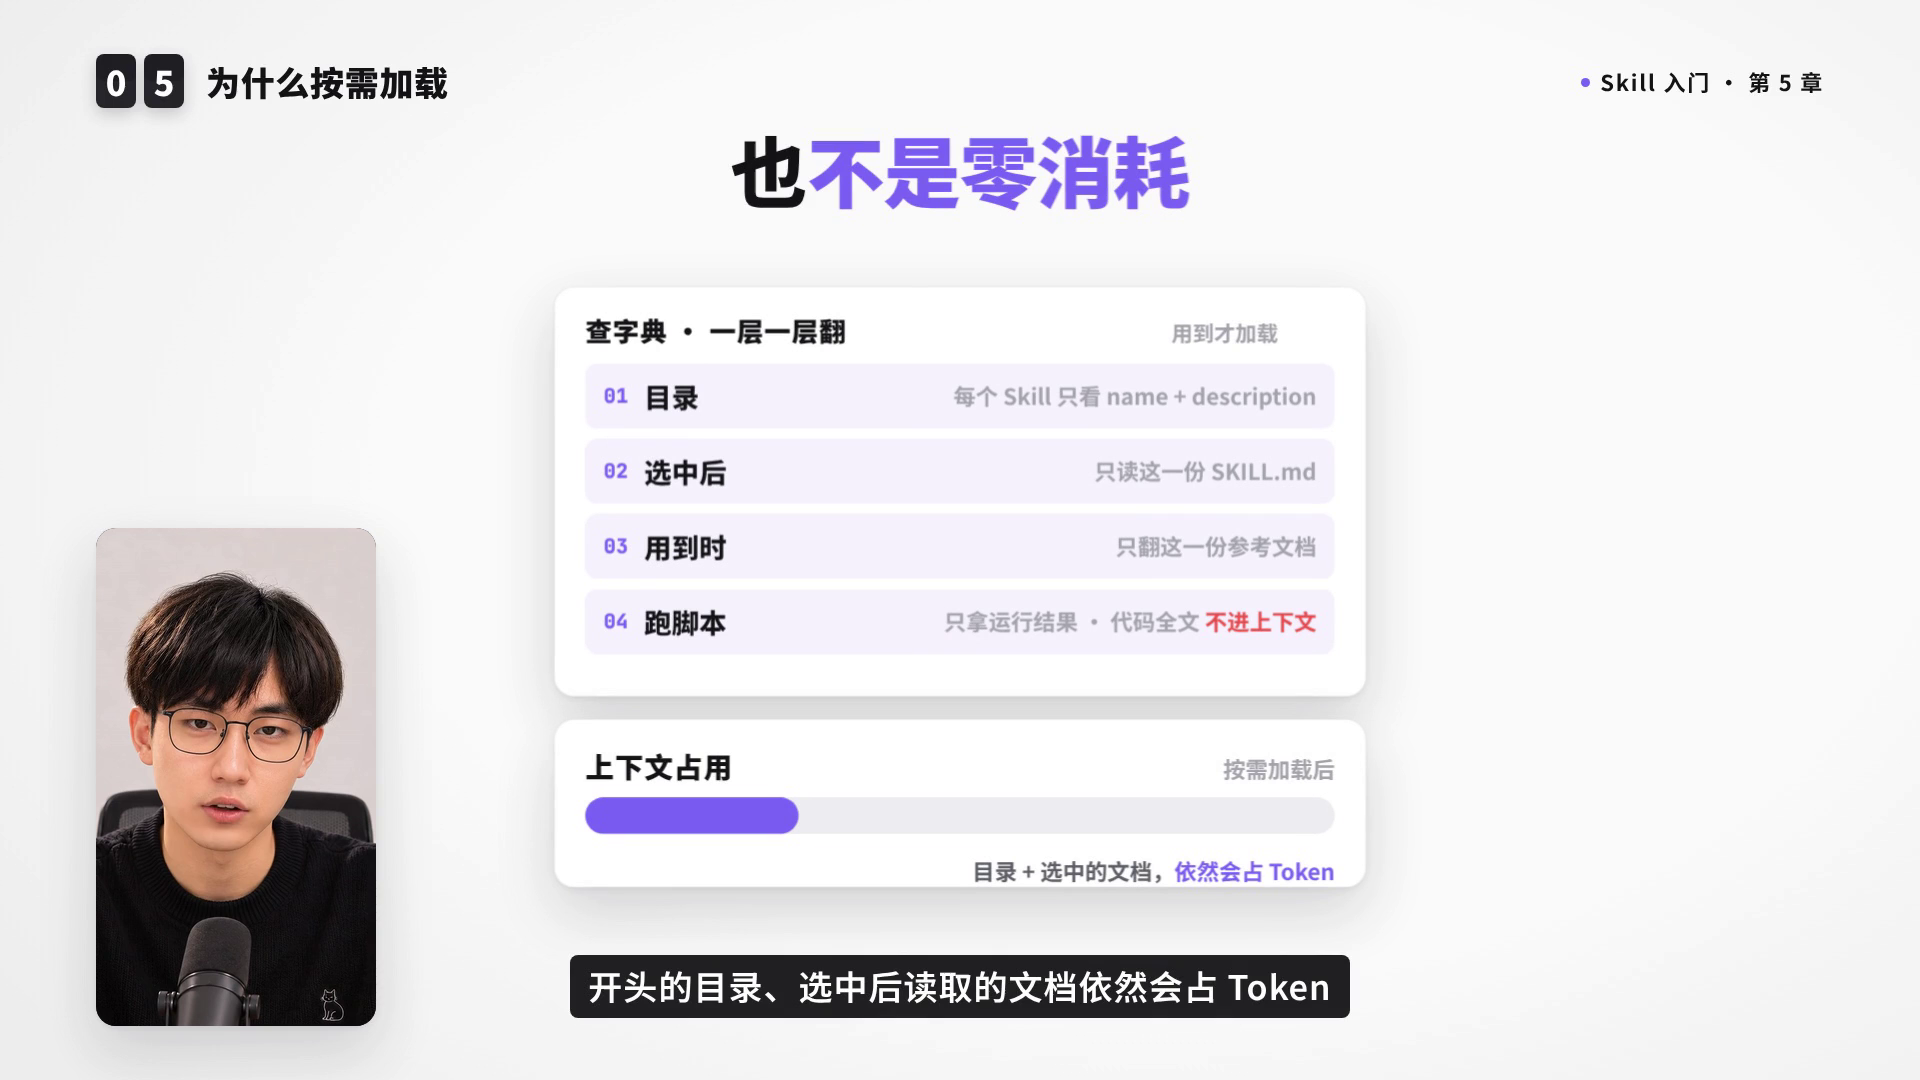 05 为什么按需加载
Skill 入门 · 第 5 章
也不是零消耗
查字典 · 一层一层翻
用到才加载
01 目录 每个 Skill 只看 name + description
02 选中后 只读这一份 SKILL.md
03 用到时 只翻这一份参考文档
04 跑脚本 只拿运行结果 · 代码全文 不进上下文
上下文占用
按需加载后
目录 + 选中的文档，依然会占 Token
开头的目录、选中后读取的文档依然会占 Token